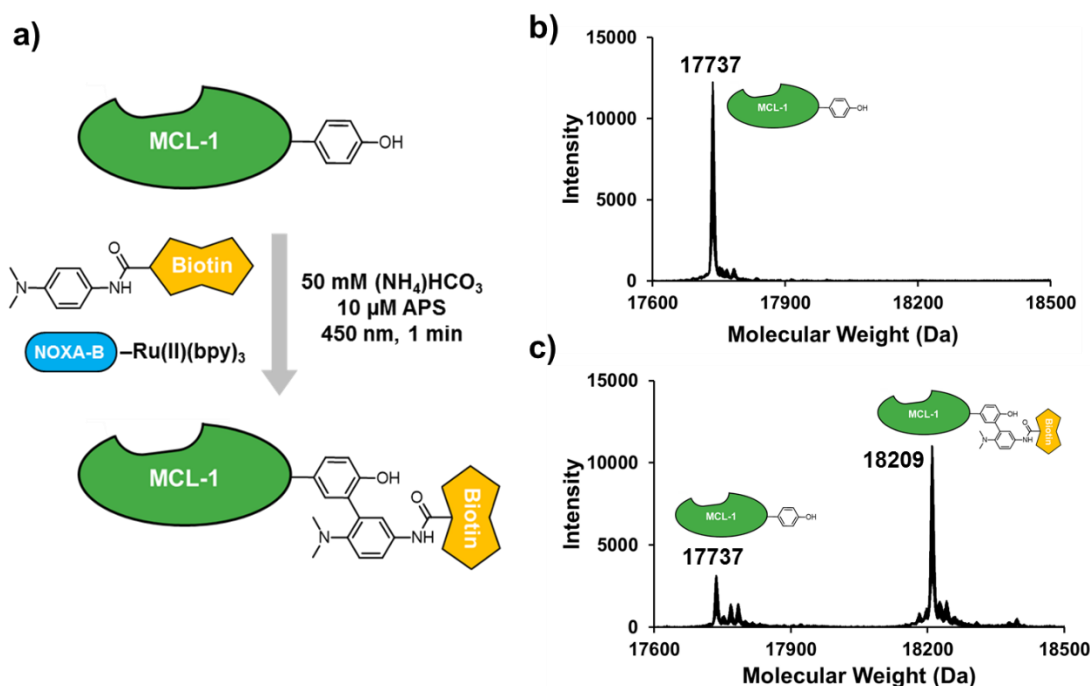 a)
MCL-1
OH
N
O
NH
Biotin
NOXA-B –Ru(II)(bpy)₃
50 mM (NH₄)HCO₃
10 µM APS
450 nm, 1 min
MCL-1
OH
N
O
NH
Biotin
b)
Intensity
15000
10000
5000
0
17737
MCL-1
OH
17600
17900
18200
18500
Molecular Weight (Da)
c)
Intensity
15000
10000
5000
0
17737
MCL-1
OH
18209
MCL-1
OH
N
O
NH
Biotin
17600
17900
18200
18500
Molecular Weight (Da)